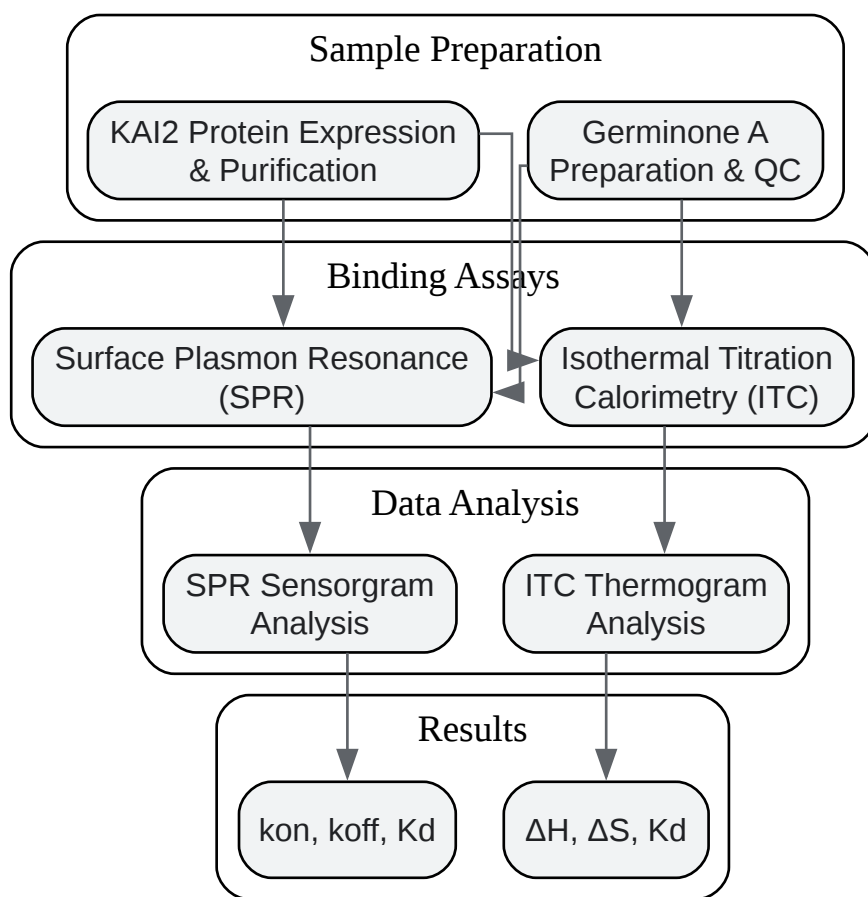 Sample Preparation
KAI2 Protein Expression
& Purification
Germinone A
Preparation & QC
Binding Assays
Surface Plasmon Resonance
(SPR)
Isothermal Titration
Calorimetry (ITC)
Data Analysis
SPR Sensorgram
Analysis
ITC Thermogram
Analysis
Results
kon, koff, Kd
ΔH, ΔS, Kd